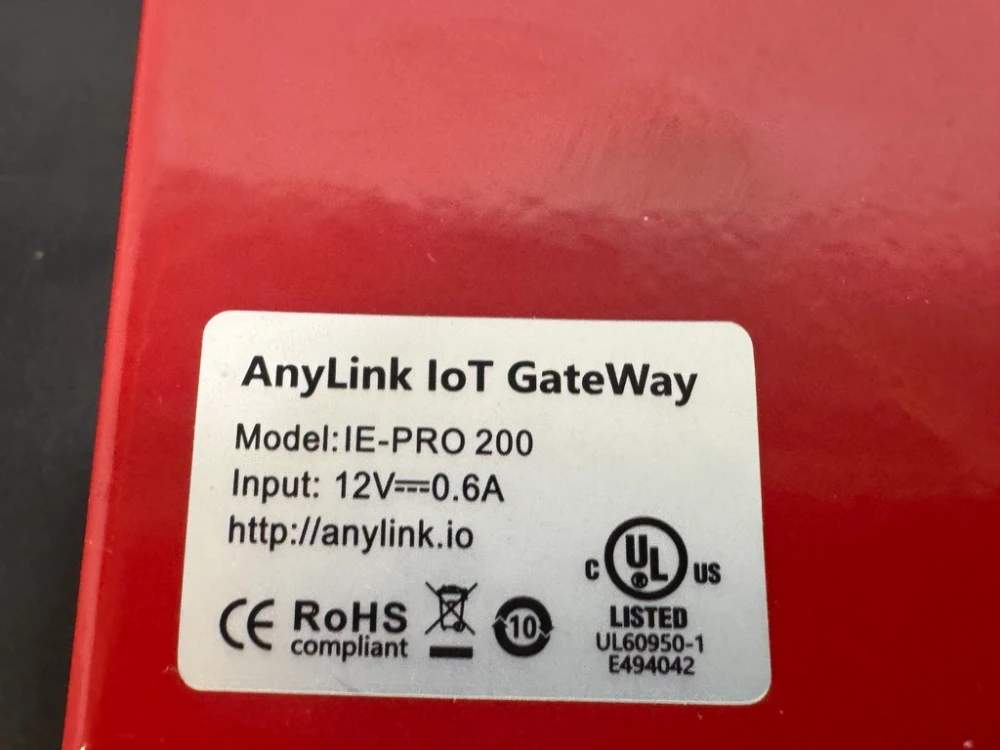 AnyLink IoT GateWay
Model:IE-PRO 200
Input: 12V⎓0.6A
http://anylink.io
CE RoHS
compliant
10
C UL® US
LISTED
UL60950-1
E494042